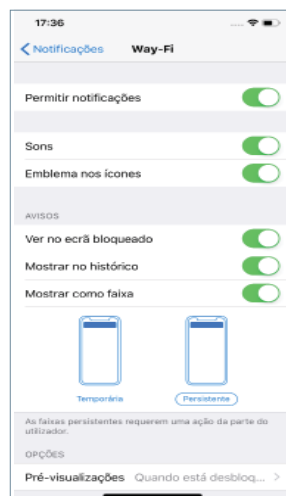 17:36
Notificações Way-Fi
Permitir notificações
Sons
Emblema nos ícones
AVISOS
Ver no ecrã bloqueado
Mostrar no histórico
Mostrar como faixa
Temporária Persistente
As faixas persistentes requerem uma ação da parte do
utilizador.
OPÇÕES
Pré-visualizações Quando está desbloq...